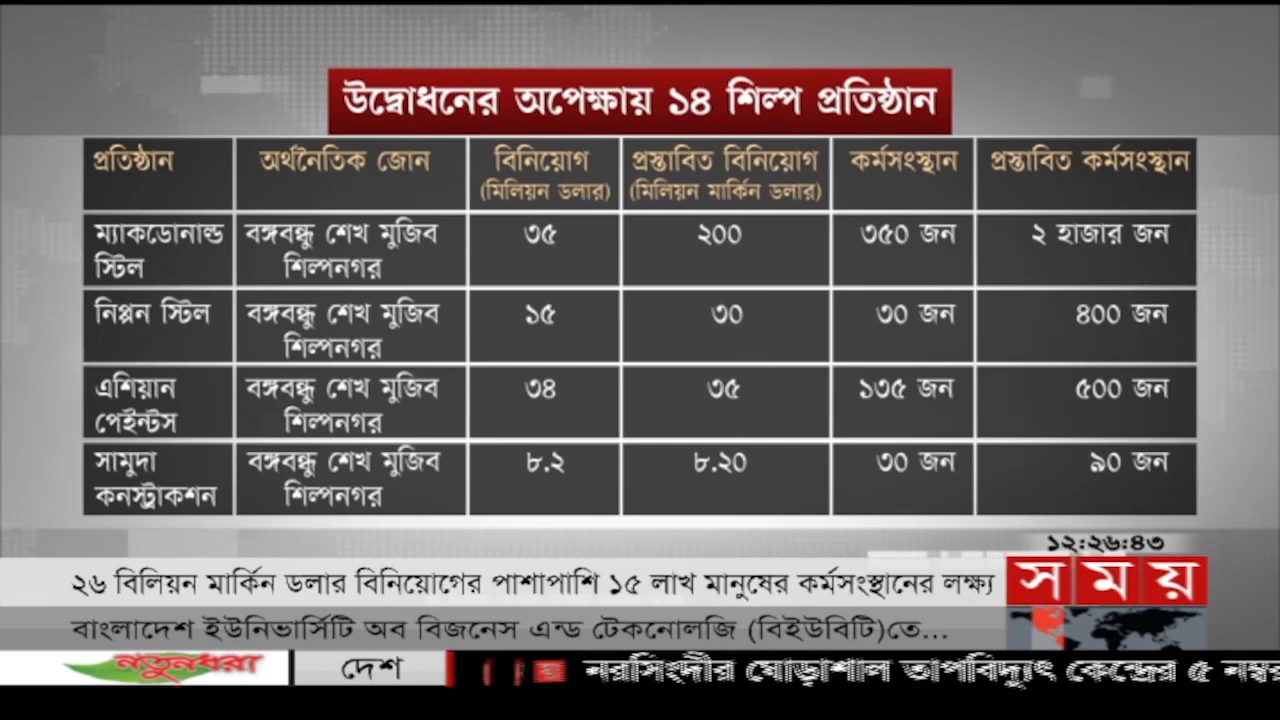 উদ্বোধনের অপেক্ষায় ১৪ শিল্প প্রতিষ্ঠান
প্রতিষ্ঠান অর্থনৈতিক জোন বিনিয়োগ (মিলিয়ন ডলার) প্রস্তাবিত বিনিয়োগ (মিলিয়ন মার্কিন ডলার) কর্মসংস্থান প্রস্তাবিত কর্মসংস্থান
ম্যাকডোনাল্ড স্টিল বঙ্গবন্ধু শেখ মুজিব শিল্পনগর ৩৫ ২০০ ৩৫০ জন ২ হাজার জন
নিপ্পন স্টিল বঙ্গবন্ধু শেখ মুজিব শিল্পনগর ১৫ ৩০ ৩০ জন ৪০০ জন
এশিয়ান পেইন্টস বঙ্গবন্ধু শেখ মুজিব শিল্পনগর ৩৪ ৩৫ ১৩৫ জন ৫০০ জন
সামুদা কনস্ট্রাকশন বঙ্গবন্ধু শেখ মুজিব শিল্পনগর ৮.২ ৮.২০ ৩০ জন ৯০ জন
১২:২৬:৪৩
২৬ বিলিয়ন মার্কিন ডলার বিনিয়োগের পাশাপাশি ১৫ লাখ মানুষের কর্মসংস্থানের লক্ষ্য
সময়
বাংলাদেশ ইউনিভার্সিটি অব বিজনেস এন্ড টেকনোলজি (বিইউবিটি)তে...
নতুনধরা দেশ নরসিংদীর ঘোড়াশাল তাপবিদ্যুৎ কেন্দ্রের ৫ নম্বর